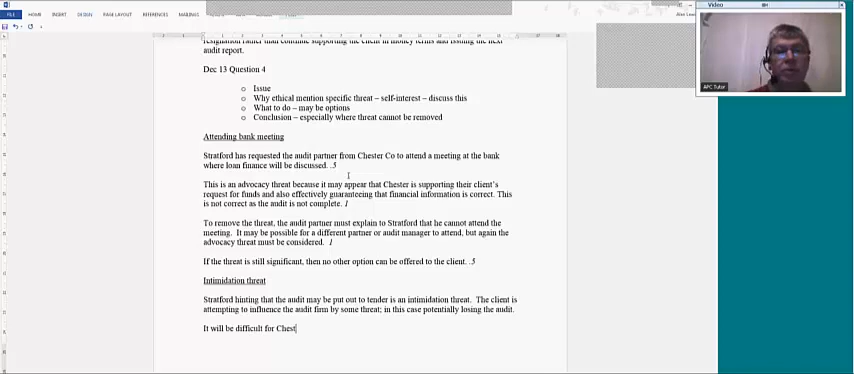 Video
FILE HOME INSERT DESIGN PAGE LAYOUT REFERENCES MAILINGS
APC Tutor
resignation rather than continue supporting the client in money terms and issuing the next
audit report.
Dec 13 Question 4
o Issue
o Why ethical mention specific threat – self-interest – discuss this
o What to do – may be options
o Conclusion – especially where threat cannot be removed
Attending bank meeting
Stratford has requested the audit partner from Chester Co to attend a meeting at the bank
where loan finance will be discussed. .5
This is an advocacy threat because it may appear that Chester is supporting their client's
request for funds and also effectively guaranteeing that financial information is correct. This
is not correct as the audit is not complete. 1
To remove the threat, the audit partner must explain to Stratford that he cannot attend the
meeting. It may be possible for a different partner or audit manager to attend, but again the
advocacy threat must be considered. 1
If the threat is still significant, then no other option can be offered to the client. .5
Intimidation threat
Stratford hinting that the audit may be put out to tender is an intimidation threat. The client is
attempting to influence the audit firm by some threat; in this case potentially losing the audit.
It will be difficult for Chest